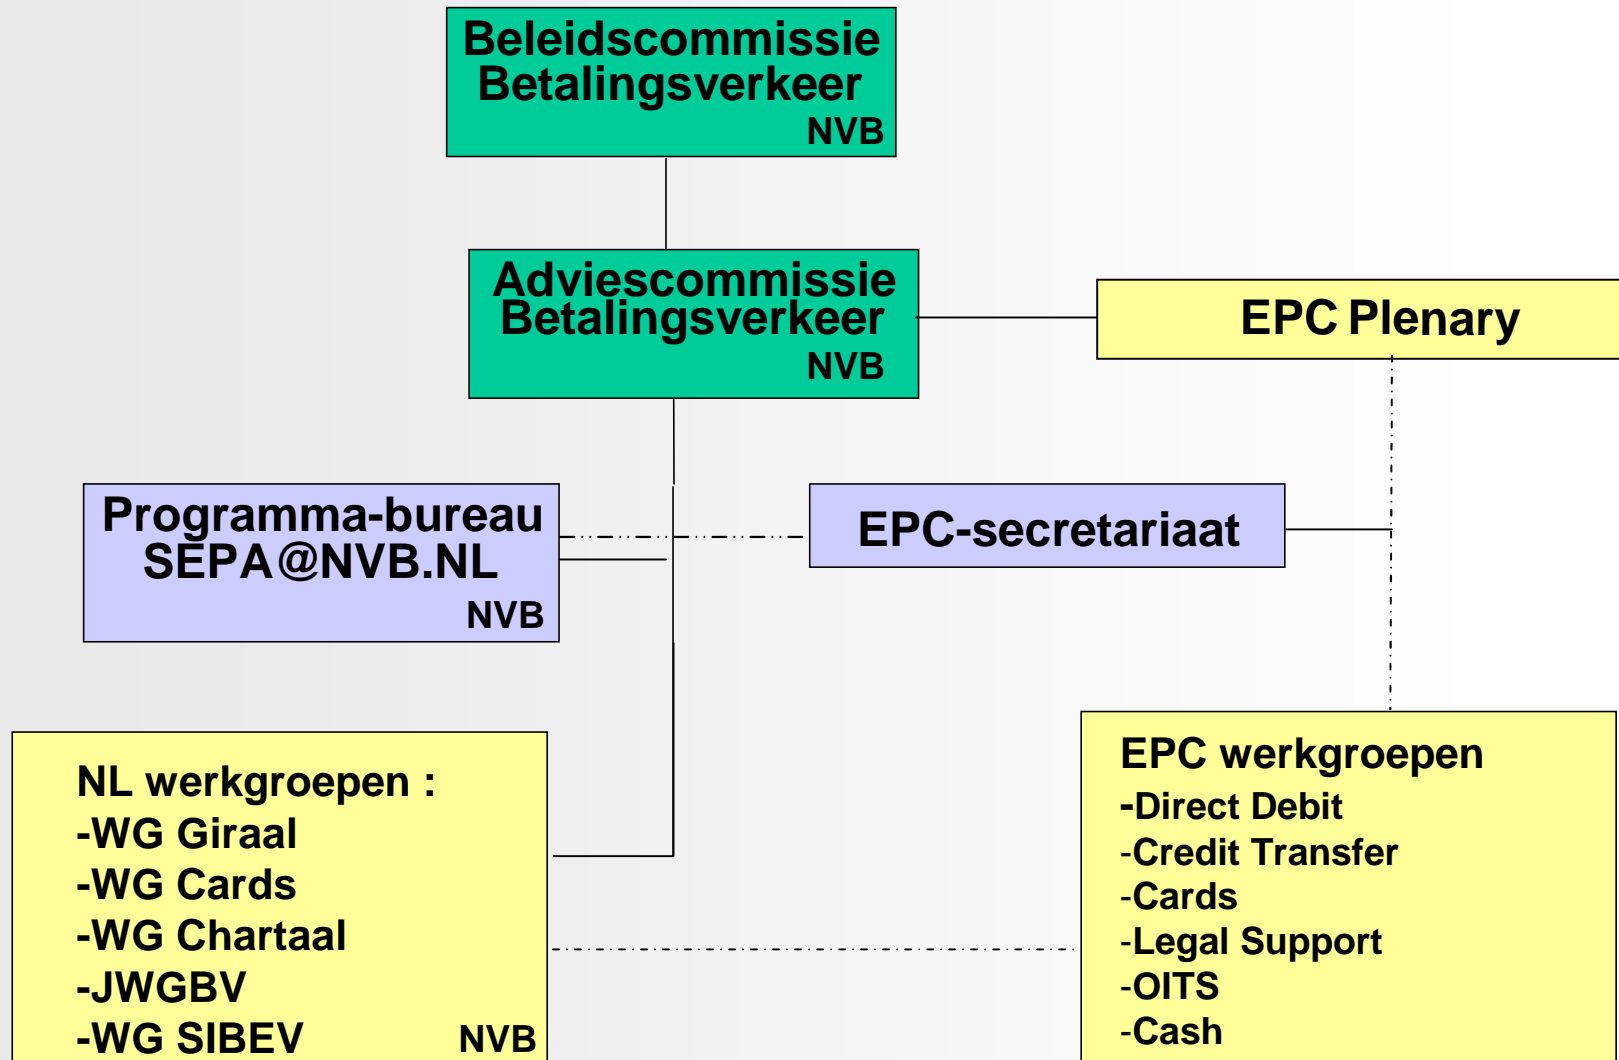 Beleidscommissie
Betalingsverkeer
NVB
Adviescommissie
Betalingsverkeer
NVB
EPC Plenary
Programma-bureau
SEPA@NVB.NL
NVB
EPC-secretariaat
NL werkgroepen :
-WG Giraal
-WG Cards
-WG Chartaal
-JWGBV
-WG SIBEV NVB
EPC werkgroepen
-Direct Debit
-Credit Transfer
-Cards
-Legal Support
-OITS
-Cash